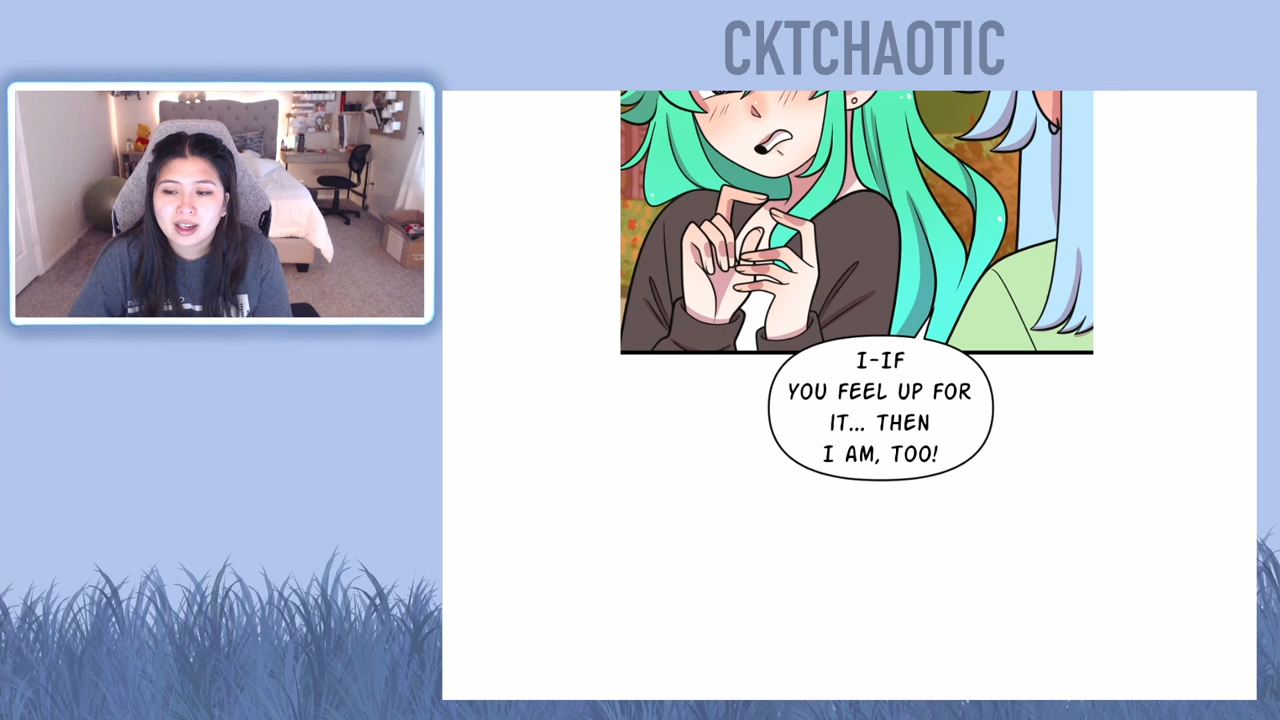 CKTCHAOTIC
I-IF
YOU FEEL UP FOR
IT... THEN
I AM, TOO!